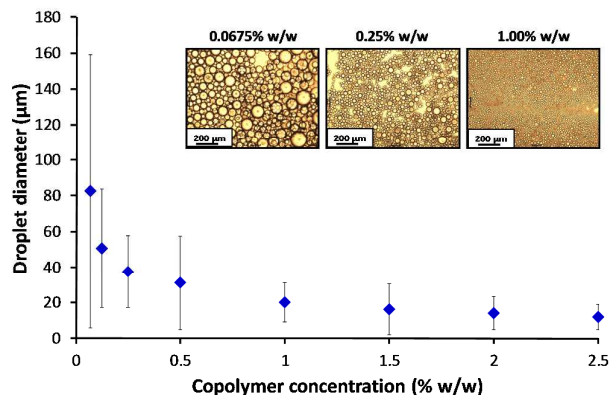 0.0675% w/w 0.25% w/w 1.00% w/w
200 µm 200 µm 200 µm
Droplet diameter (µm)
180
160
140
120
100
80
60
40
20
0
0 0.5 1 1.5 2 2.5
Copolymer concentration (% w/w)